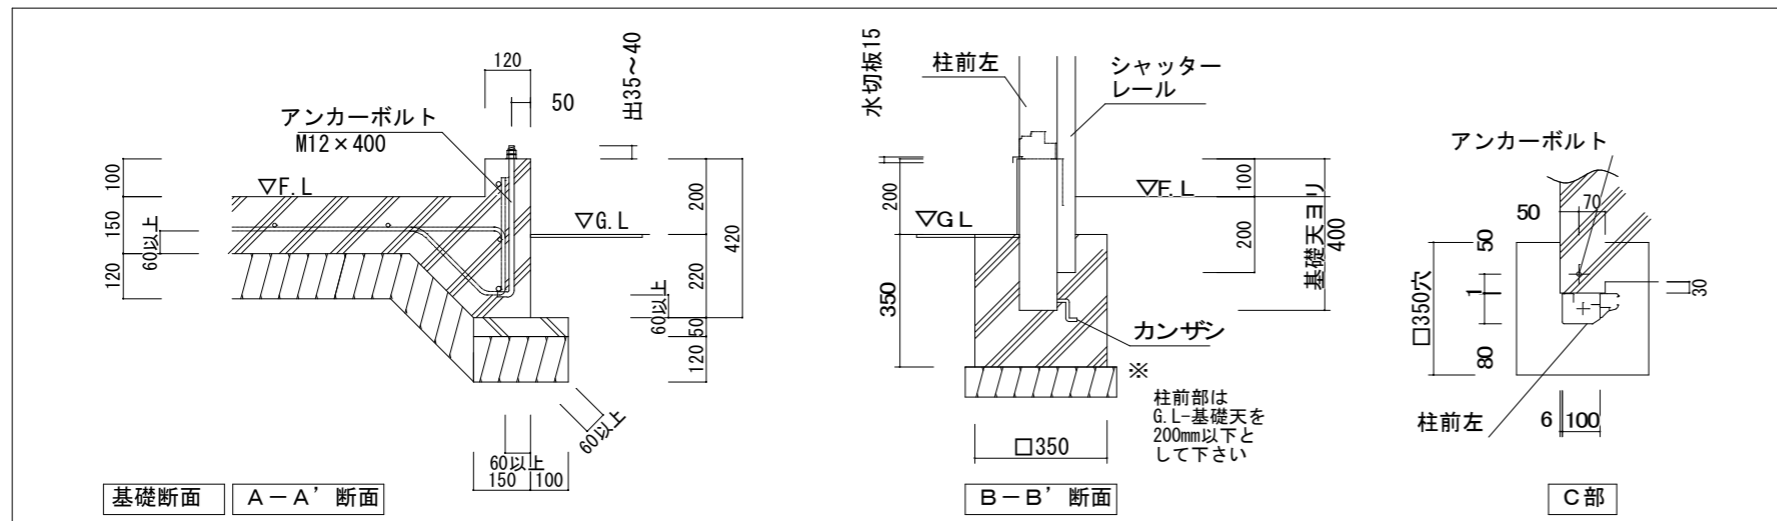 120
50
出35～40
アンカーボルト
M12×400
100
150
60以上
120
▽F.L
▽G.L
200
220
420
60以上
50
120
60以上
60以上
150
100
基礎断面
A－A’断面
水切板15
柱前左
シャッター
レール
200
▽GL
350
▽F.L
100
200
基礎天ヨリ
400
カンザシ
※
柱前部は
G.L-基礎天を
200mm以下と
して下さい
□350
B－B’断面
アンカーボルト
50
70
50
1
□350穴
80
30
6
100
柱前左
C部